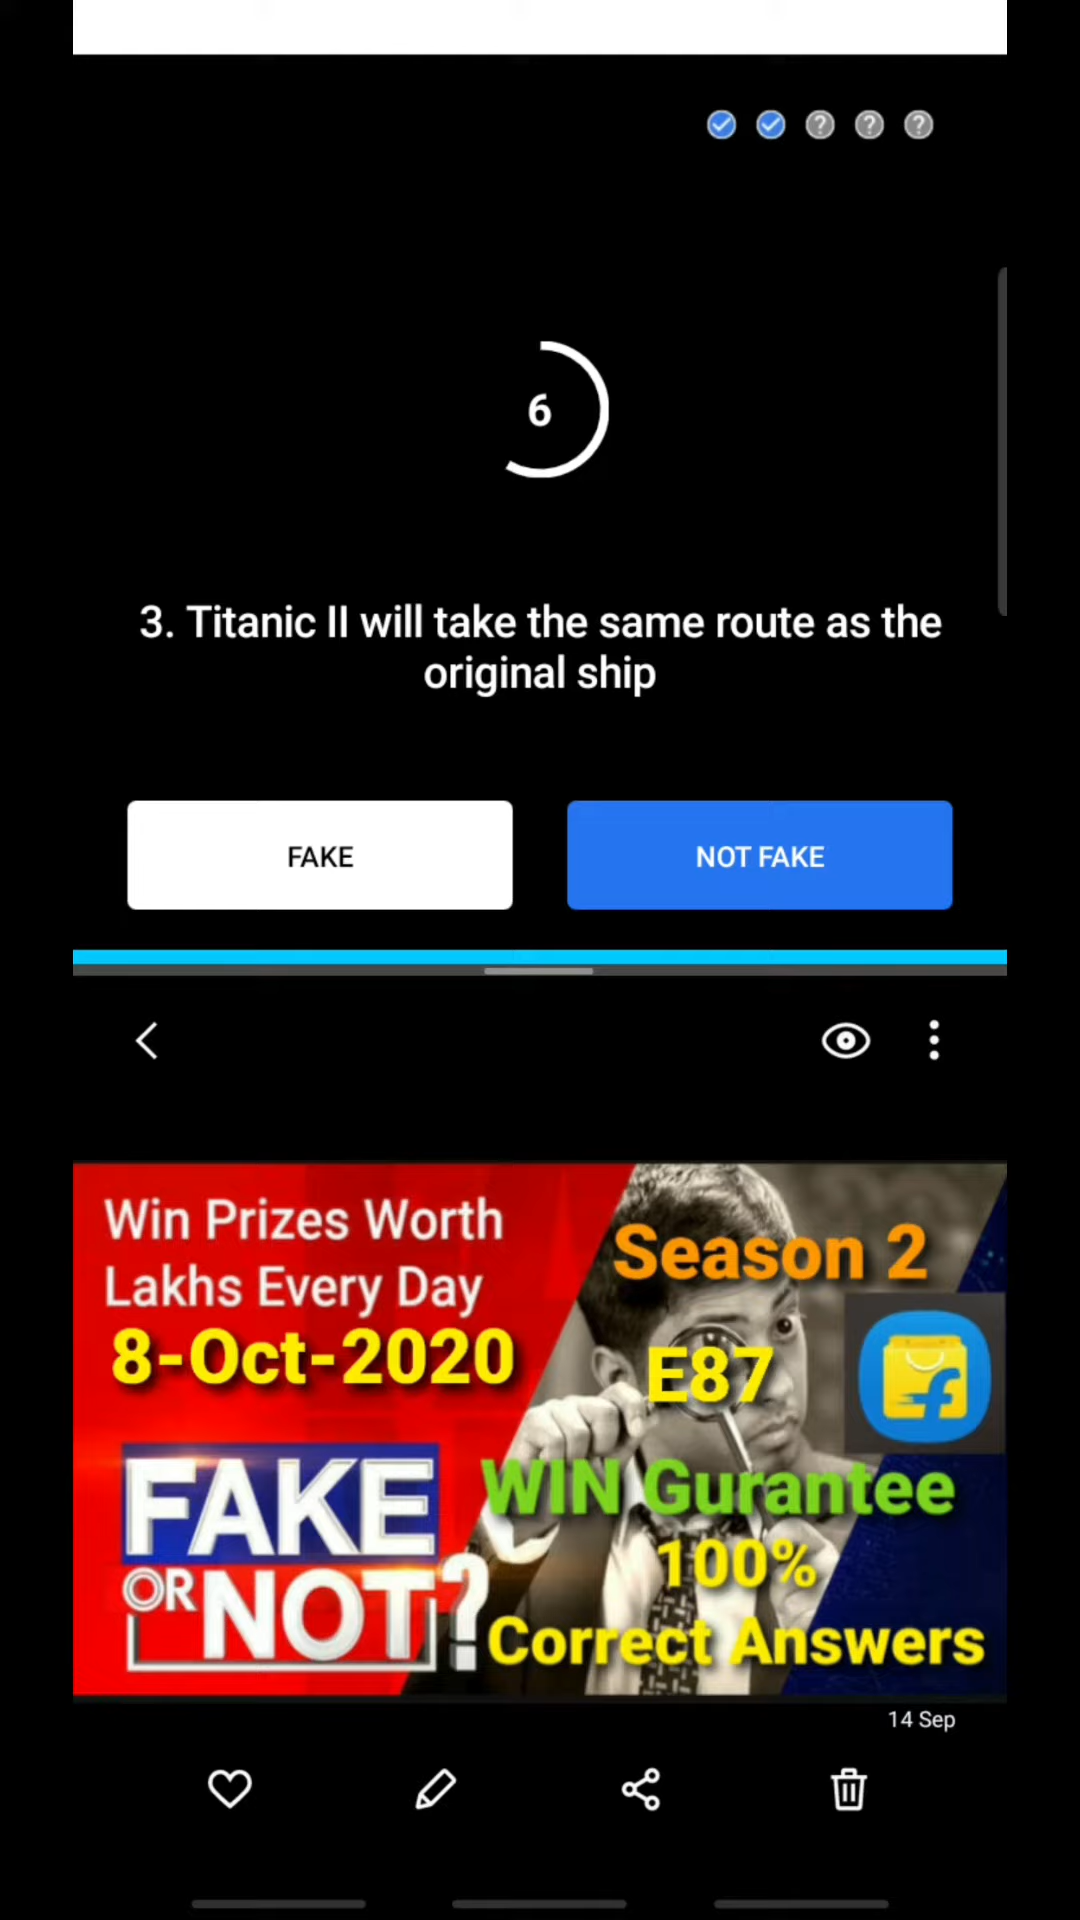 6
3. Titanic II will take the same route as the
original ship
FAKE
NOT FAKE
Win Prizes Worth
Lakhs Every Day
8-Oct-2020
Season 2
E87
FAKE
OR NOT?
WIN Gurantee
100%
Correct Answers
14 Sep